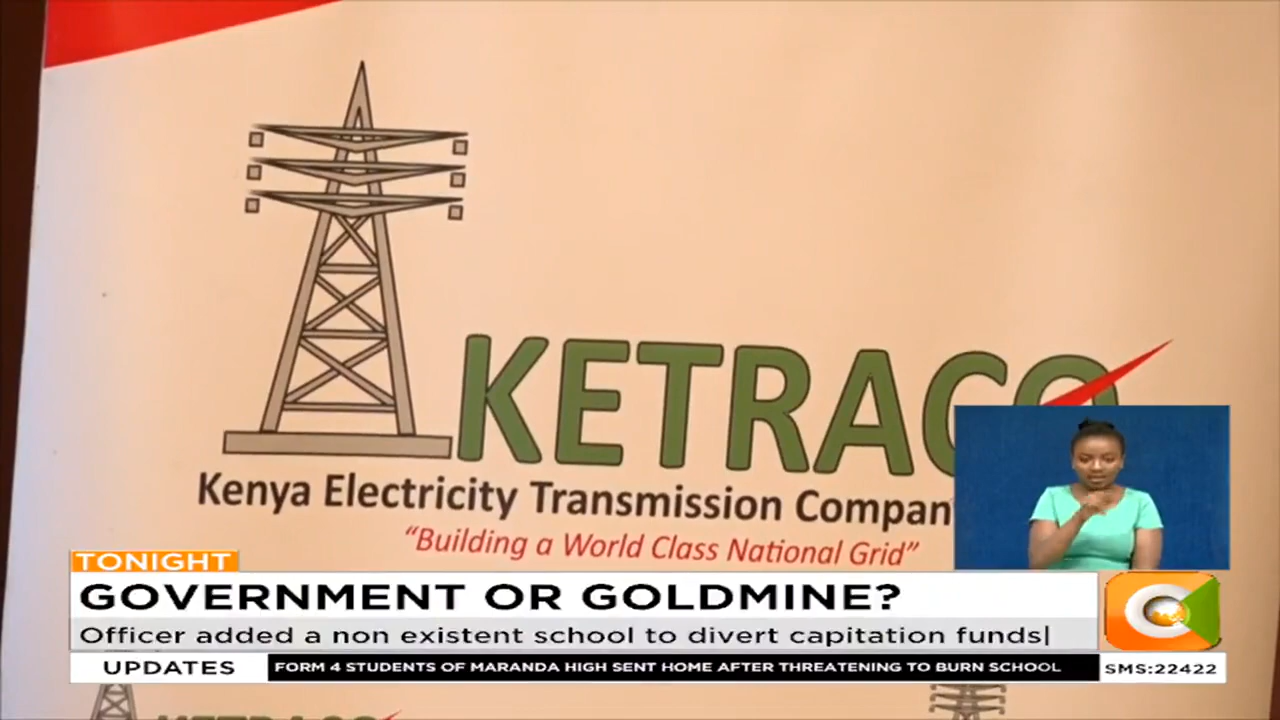 KETRACO
Kenya Electricity Transmission Compan
“Building a World Class National Grid”
TONIGHT
GOVERNMENT OR GOLDMINE?
Officer added a non existent school to divert capitation funds|
UPDATES
FORM 4 STUDENTS OF MARANDA HIGH SENT HOME AFTER THREATENING TO BURN SCHOOL
SMS:22422